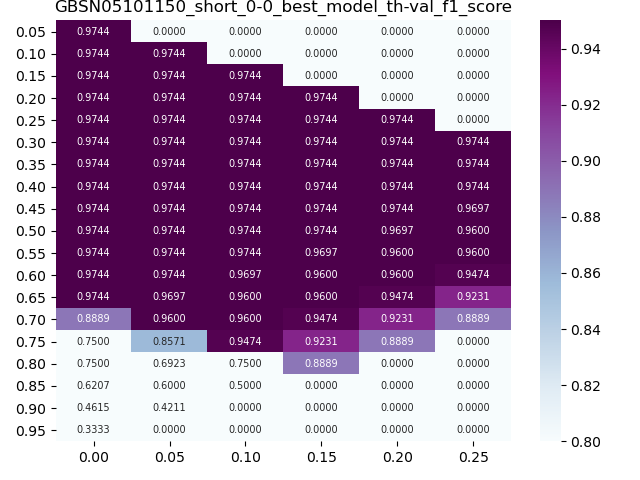 GBSN05101150_short_0-0_best_model_th-val_f1_score
0.05 0.9744 0.0000 0.0000 0.0000 0.0000 0.0000
0.10 0.9744 0.9744 0.0000 0.0000 0.0000 0.0000
0.15 0.9744 0.9744 0.9744 0.0000 0.0000 0.0000
0.20 0.9744 0.9744 0.9744 0.9744 0.0000 0.0000
0.25 0.9744 0.9744 0.9744 0.9744 0.9744 0.0000
0.30 0.9744 0.9744 0.9744 0.9744 0.9744 0.9744
0.35 0.9744 0.9744 0.9744 0.9744 0.9744 0.9744
0.40 0.9744 0.9744 0.9744 0.9744 0.9744 0.9744
0.45 0.9744 0.9744 0.9744 0.9744 0.9744 0.9697
0.50 0.9744 0.9744 0.9744 0.9744 0.9697 0.9600
0.55 0.9744 0.9744 0.9744 0.9697 0.9600 0.9600
0.60 0.9744 0.9744 0.9697 0.9600 0.9600 0.9474
0.65 0.9744 0.9697 0.9600 0.9600 0.9474 0.9231
0.70 0.8889 0.9600 0.9600 0.9474 0.9231 0.8889
0.75 0.7500 0.8571 0.9474 0.9231 0.8889 0.0000
0.80 0.7500 0.6923 0.7500 0.8889 0.0000 0.0000
0.85 0.6207 0.6000 0.5000 0.0000 0.0000 0.0000
0.90 0.4615 0.4211 0.0000 0.0000 0.0000 0.0000
0.95 0.3333 0.0000 0.0000 0.0000 0.0000 0.0000
0.00 0.05 0.10 0.15 0.20 0.25
0.94
0.92
0.90
0.88
0.86
0.84
0.82
0.80